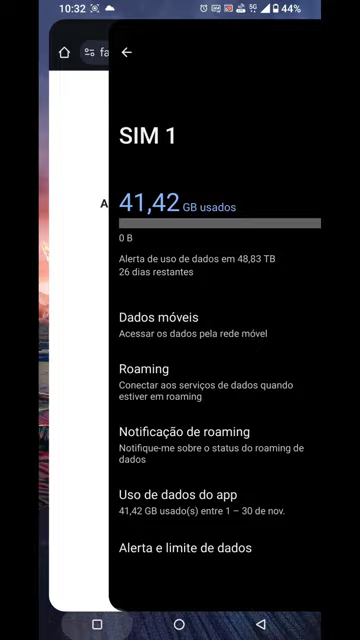 10:32
5G
44%
fa
A
SIM 1
41,42 GB usados
0 B
Alerta de uso de dados em 48,83 TB
26 dias restantes
Dados móveis
Acessar os dados pela rede móvel
Roaming
Conectar aos serviços de dados quando
estiver em roaming
Notificação de roaming
Notifique-me sobre o status do roaming de
dados
Uso de dados do app
41,42 GB usado(s) entre 1 – 30 de nov.
Alerta e limite de dados